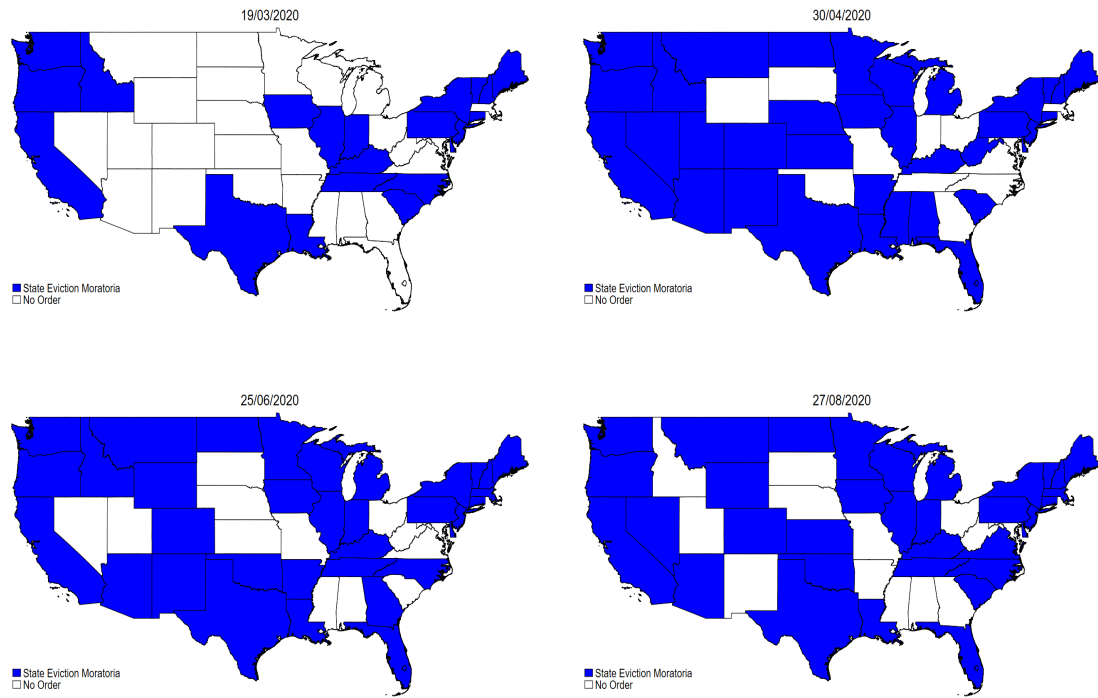 19/03/2020
State Eviction Moratoria
No Order
30/04/2020
State Eviction Moratoria
No Order
25/06/2020
State Eviction Moratoria
No Order
27/08/2020
State Eviction Moratoria
No Order